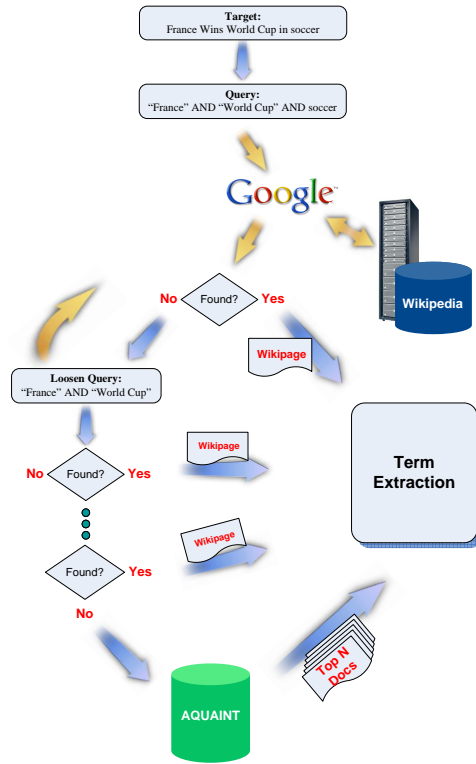 Target:
France Wins World Cup in soccer
Query:
“France” AND “World Cup” AND soccer
Google™
Wikipedia
No Found? Yes
Wikipage
Loosen Query:
“France” AND “World Cup”
Term
Extraction
No Found? Yes
Wikipage
Found? Yes
Wikipage
No
Top N
Docs
AQUAINT